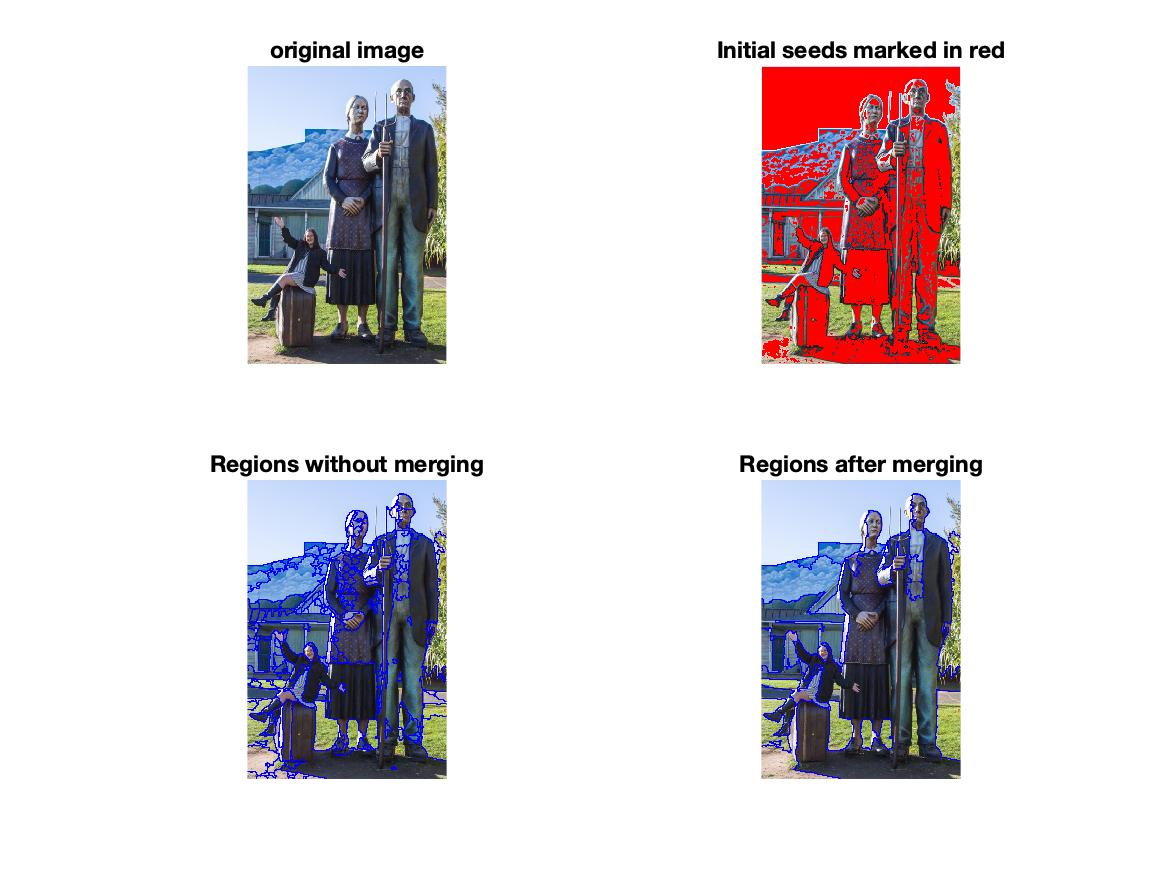 original image
Initial seeds marked in red
Regions without merging
Regions after merging